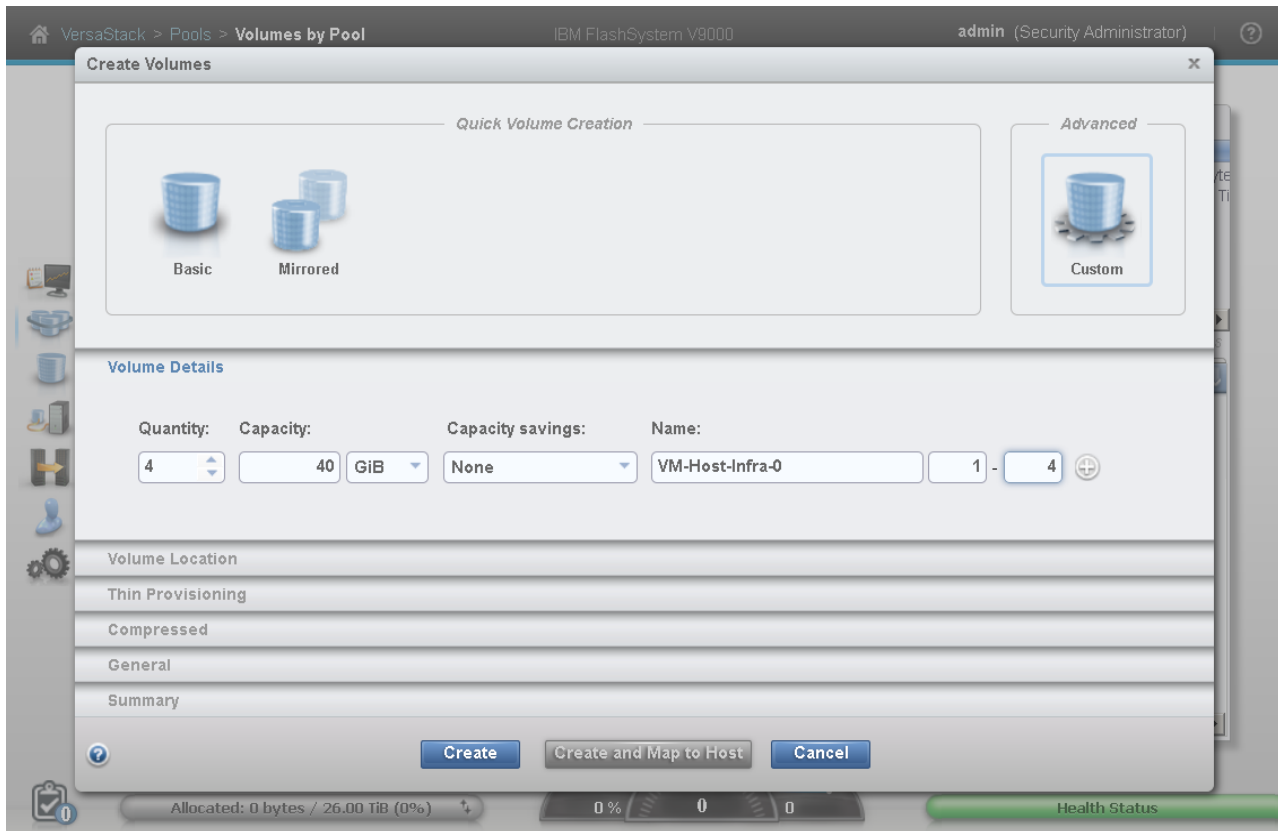 VersaStack > Pools > Volumes by Pool IBM FlashSystem V9000 admin (Security Administrator) ?
Create Volumes x
Quick Volume Creation Advanced
Basic Mirrored Custom
Volume Details
Quantity: Capacity: Capacity savings: Name:
4 40 GiB None VM-Host-Infra-0 1 - 4
Volume Location
Thin Provisioning
Compressed
General
Summary
? Create Create and Map to Host Cancel
0 Allocated: 0 bytes / 26.00 TiB (0%) 0 % 0 0 Health Status